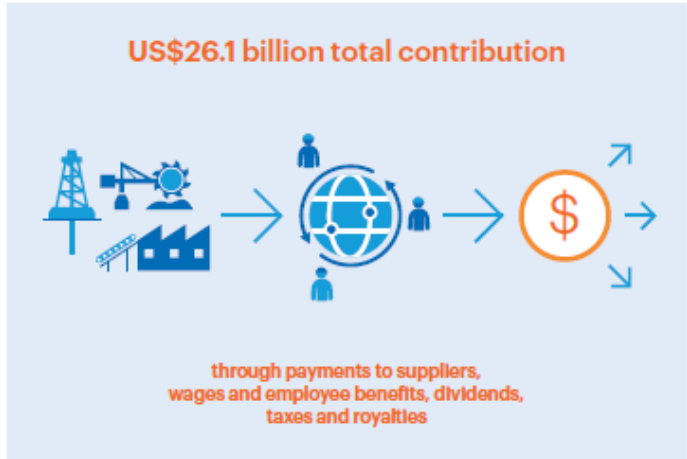 US$26.1 billion total contribution
$
through payments to suppliers,
wages and employee benefits, dividends,
taxes and royalties